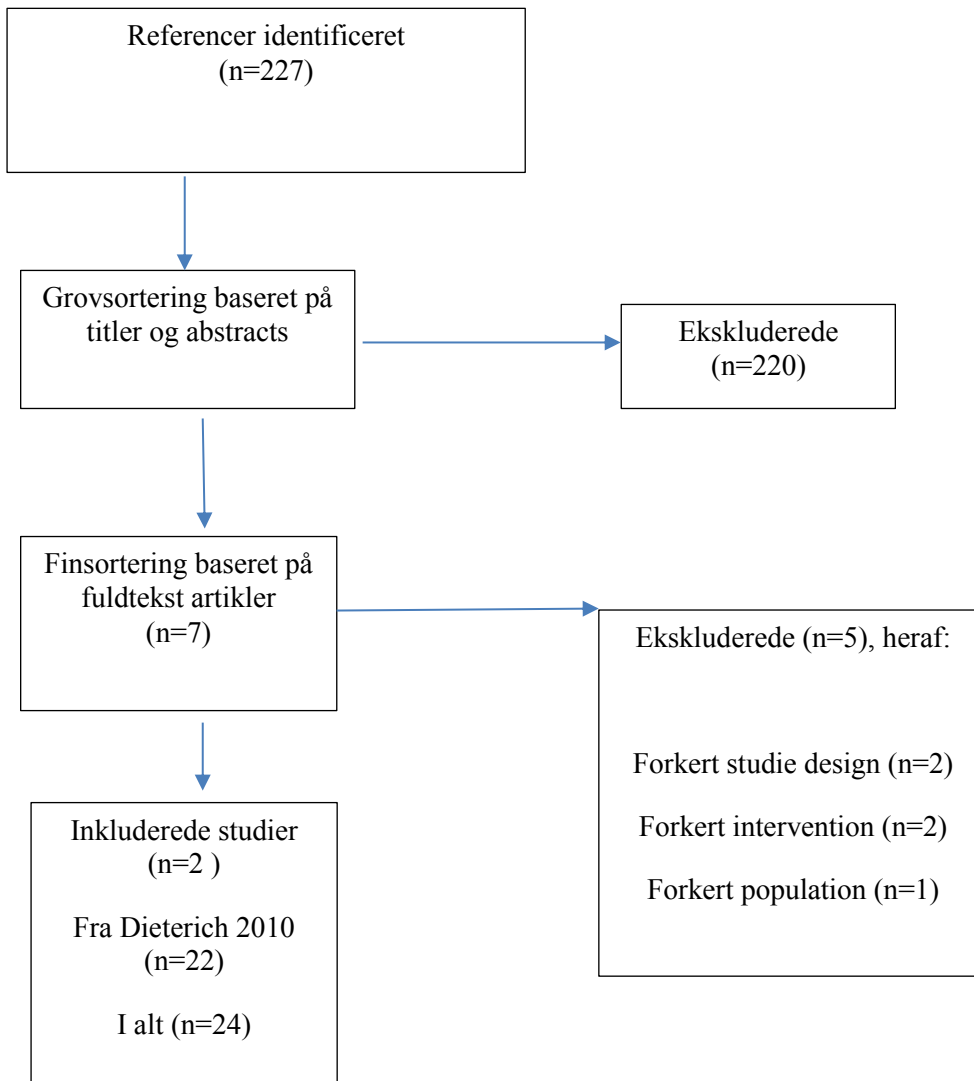 Referencer identificeret
(n=227)
Grovsortering baseret på
titler og abstracts
Ekskluderede
(n=220)
Finsortering baseret på
fuldtekst artikler
(n=7)
Ekskluderede (n=5), heraf:
Forkert studie design (n=2)
Forkert intervention (n=2)
Forkert population (n=1)
Inkluderede studier
(n=2 )
Fra Dieterich 2010
(n=22)
I alt (n=24)